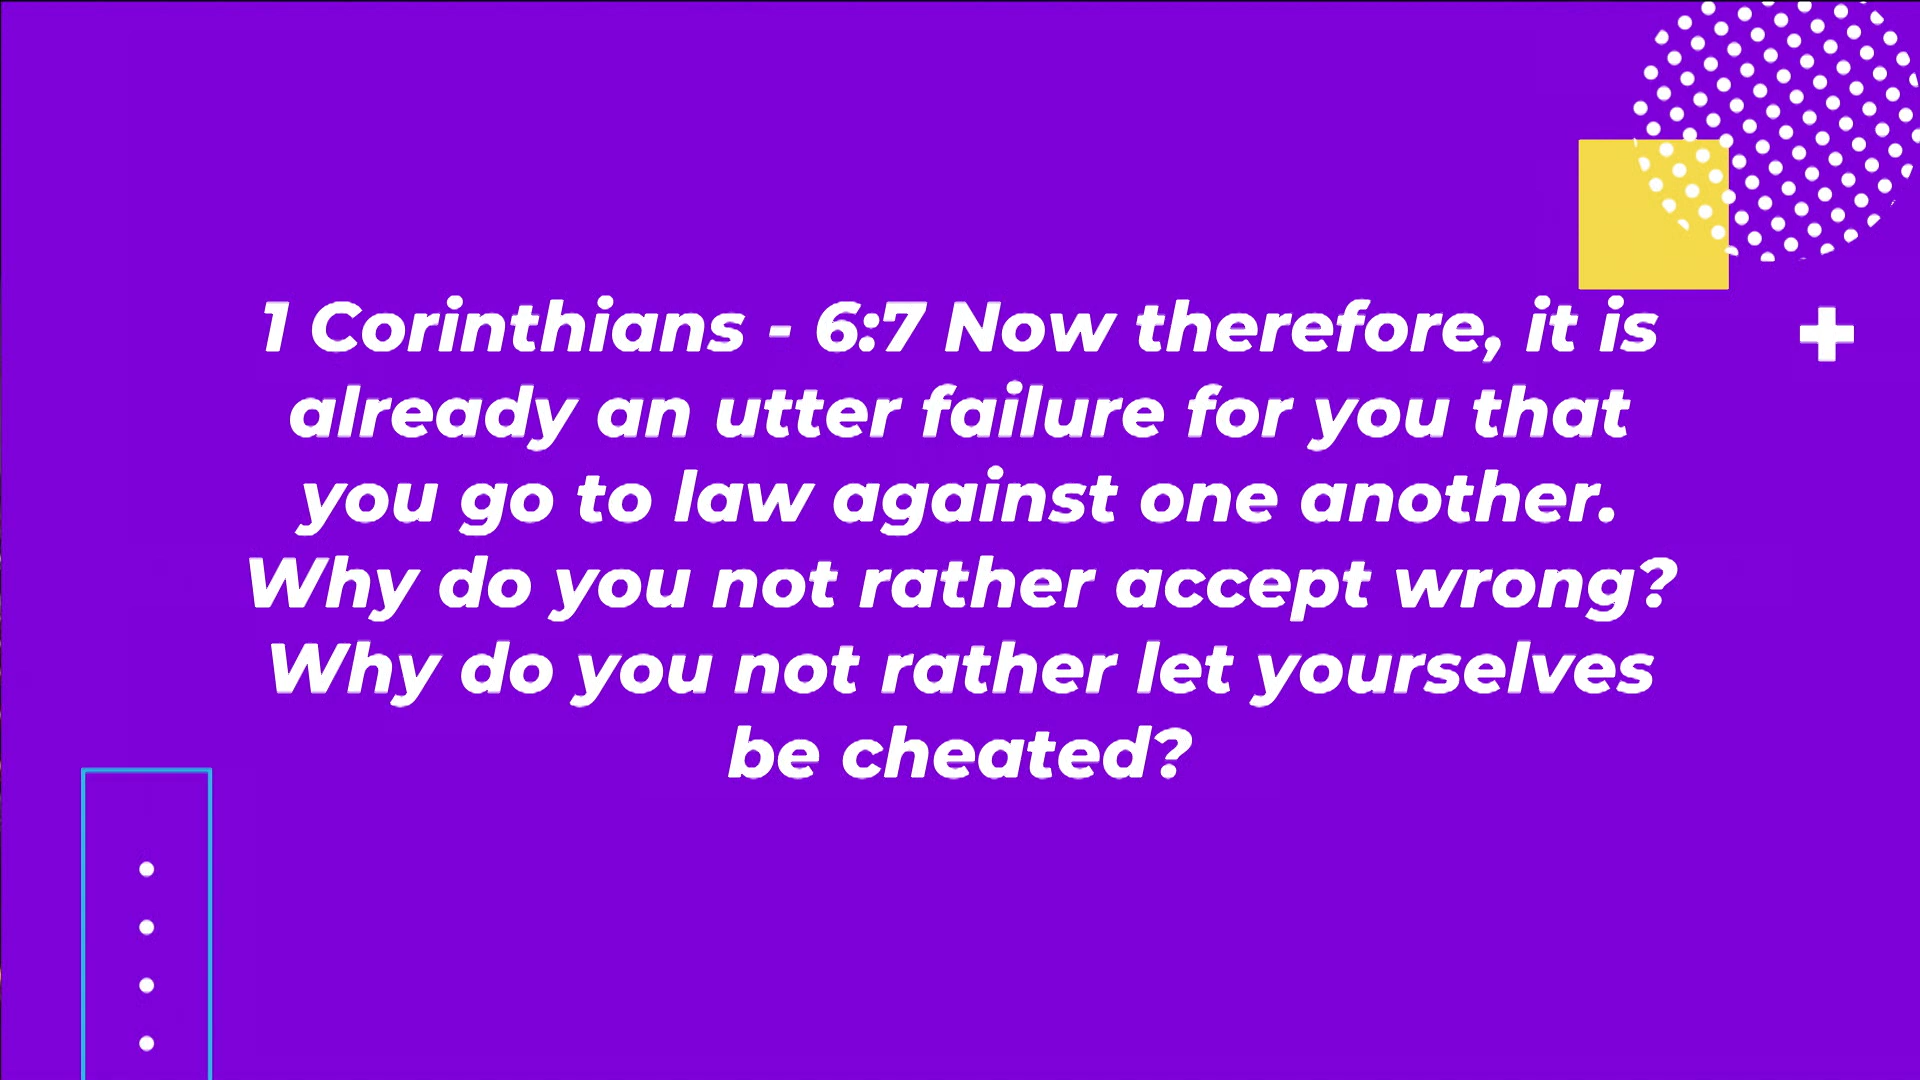 1 Corinthians - 6:7 Now therefore, it is
already an utter failure for you that
you go to law against one another.
Why do you not rather accept wrong?
Why do you not rather let yourselves
be cheated?